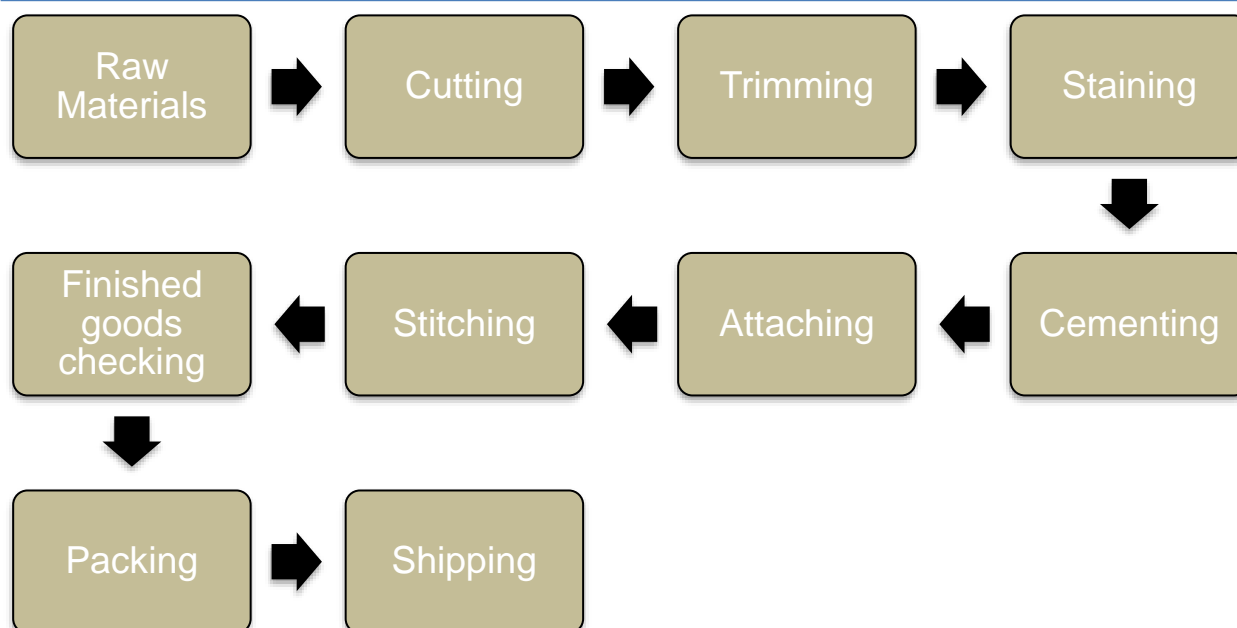 Raw
Materials
Cutting
Trimming
Staining
Cementing
Attaching
Stitching
Finished
goods
checking
Packing
Shipping